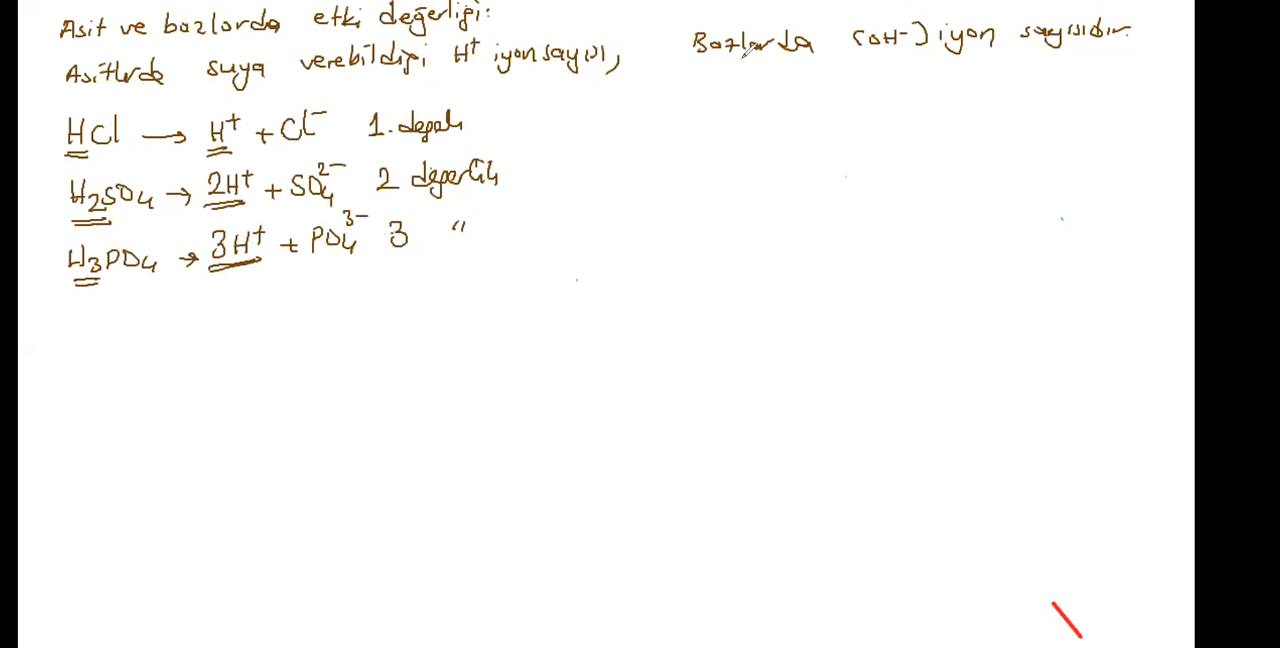 Asit ve bazlarda etki değerliği:
Asitlerde suya verebildiği H⁺ iyon sayısı, Bazlarda (OH⁻) iyon sayısıdır.
HCl → H⁺ + Cl⁻ 1. değerli
H₂SO₄ → 2H⁺ + SO₄²⁻ 2 değerlik
H₃PO₄ → 3H⁺ + PO₄³⁻ 3 "